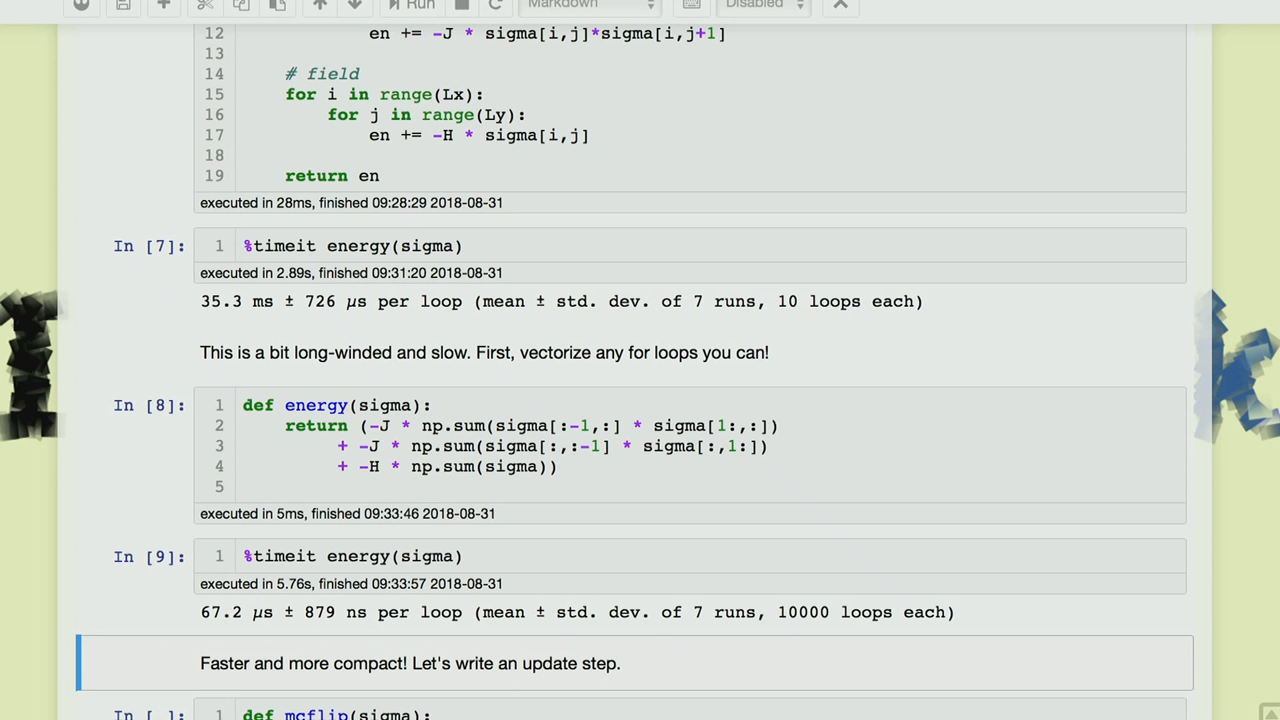 Run
Markdown
Disabled
12 en += -J * sigma[i,j]*sigma[i,j+1]
13
14 # field
15 for i in range(Lx):
16 for j in range(Ly):
17 en += -H * sigma[i,j]
18
19 return en
executed in 28ms, finished 09:28:29 2018-08-31
In [7]: 1 %timeit energy(sigma)
executed in 2.89s, finished 09:31:20 2018-08-31
35.3 ms ± 726 µs per loop (mean ± std. dev. of 7 runs, 10 loops each)
This is a bit long-winded and slow. First, vectorize any for loops you can!
In [8]: 1 def energy(sigma):
2 return (-J * np.sum(sigma[:-1,:] * sigma[1:,:])
3 + -J * np.sum(sigma[:,:-1] * sigma[:,1:])
4 + -H * np.sum(sigma))
5
executed in 5ms, finished 09:33:46 2018-08-31
In [9]: 1 %timeit energy(sigma)
executed in 5.76s, finished 09:33:57 2018-08-31
67.2 µs ± 879 ns per loop (mean ± std. dev. of 7 runs, 10000 loops each)
Faster and more compact! Let's write an update step.
In [ ]: 1 def mcflip(sigma):